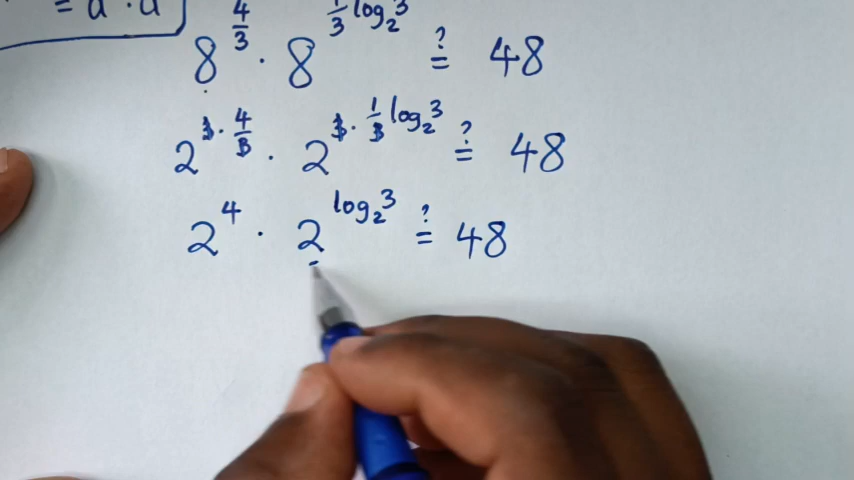 = a · a
8^{4/3} · 8^{1/3 log₂3} ≟ 48
2^{3·4/3} · 2^{3·1/3 log₂3} ≟ 48
2^4 · 2^{log₂3} ≟ 48